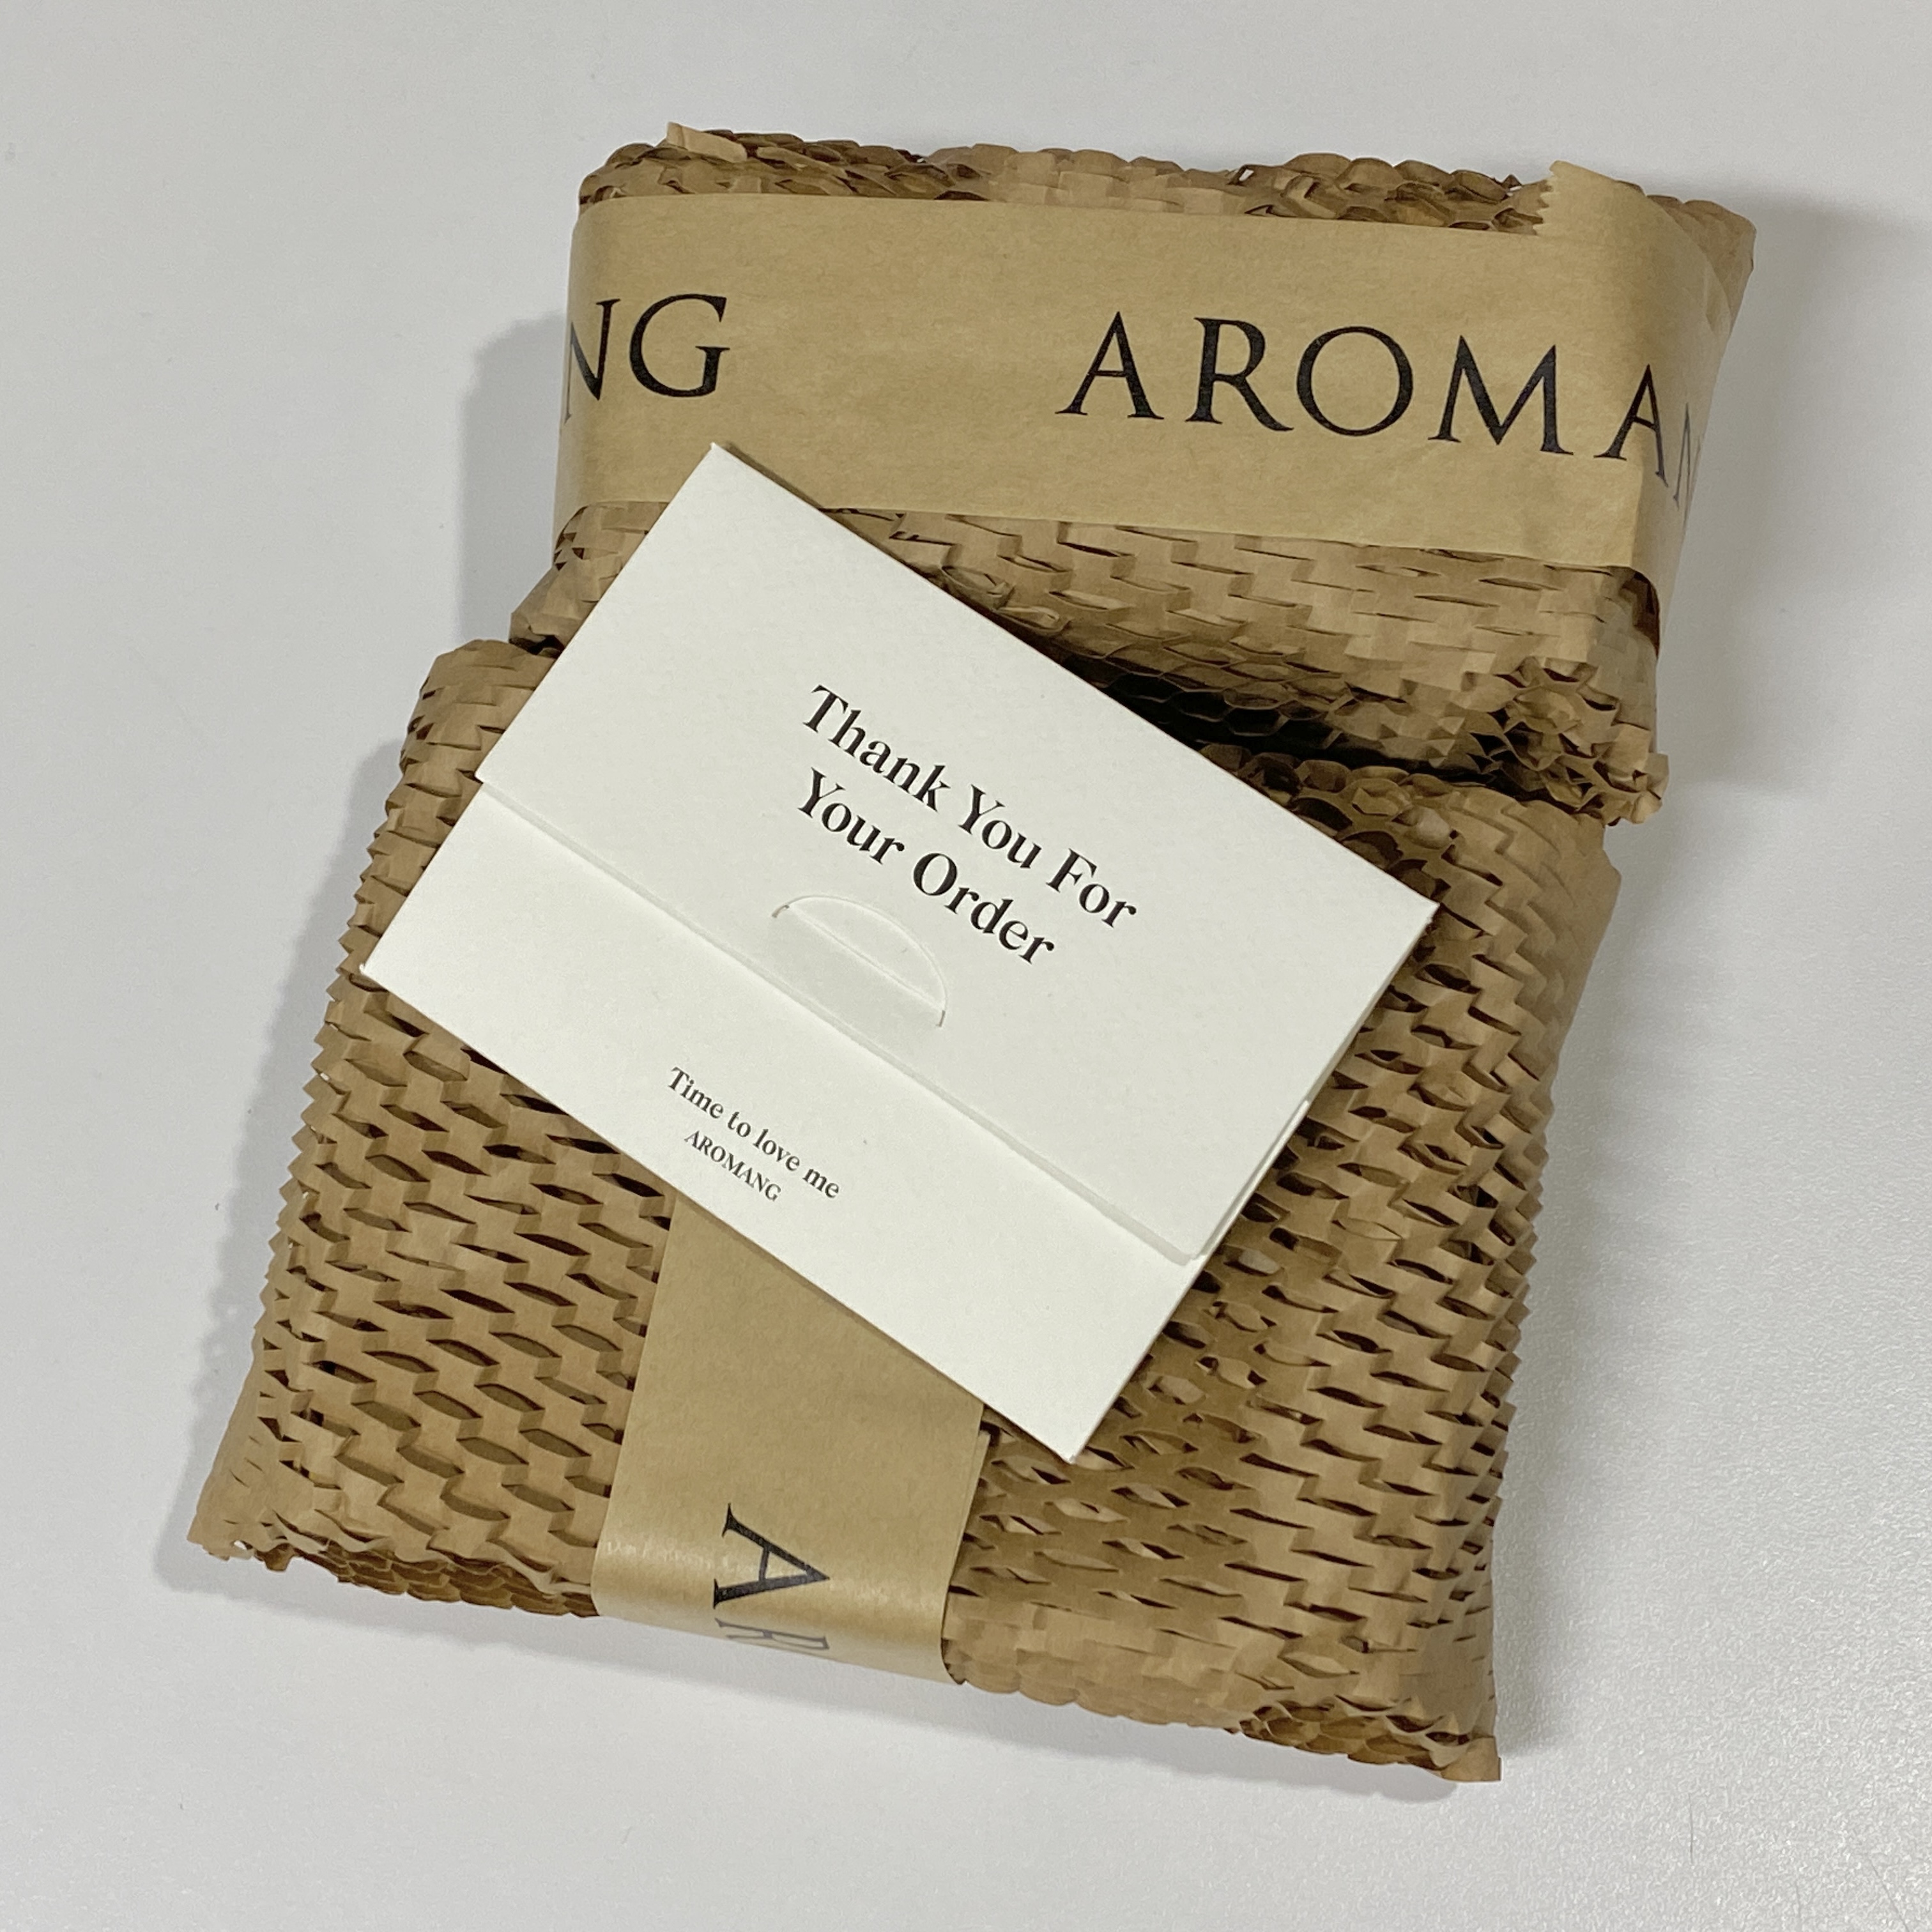 NG AROMAN
Thank You For
Your Order
Time to love me
AROMANG
AR